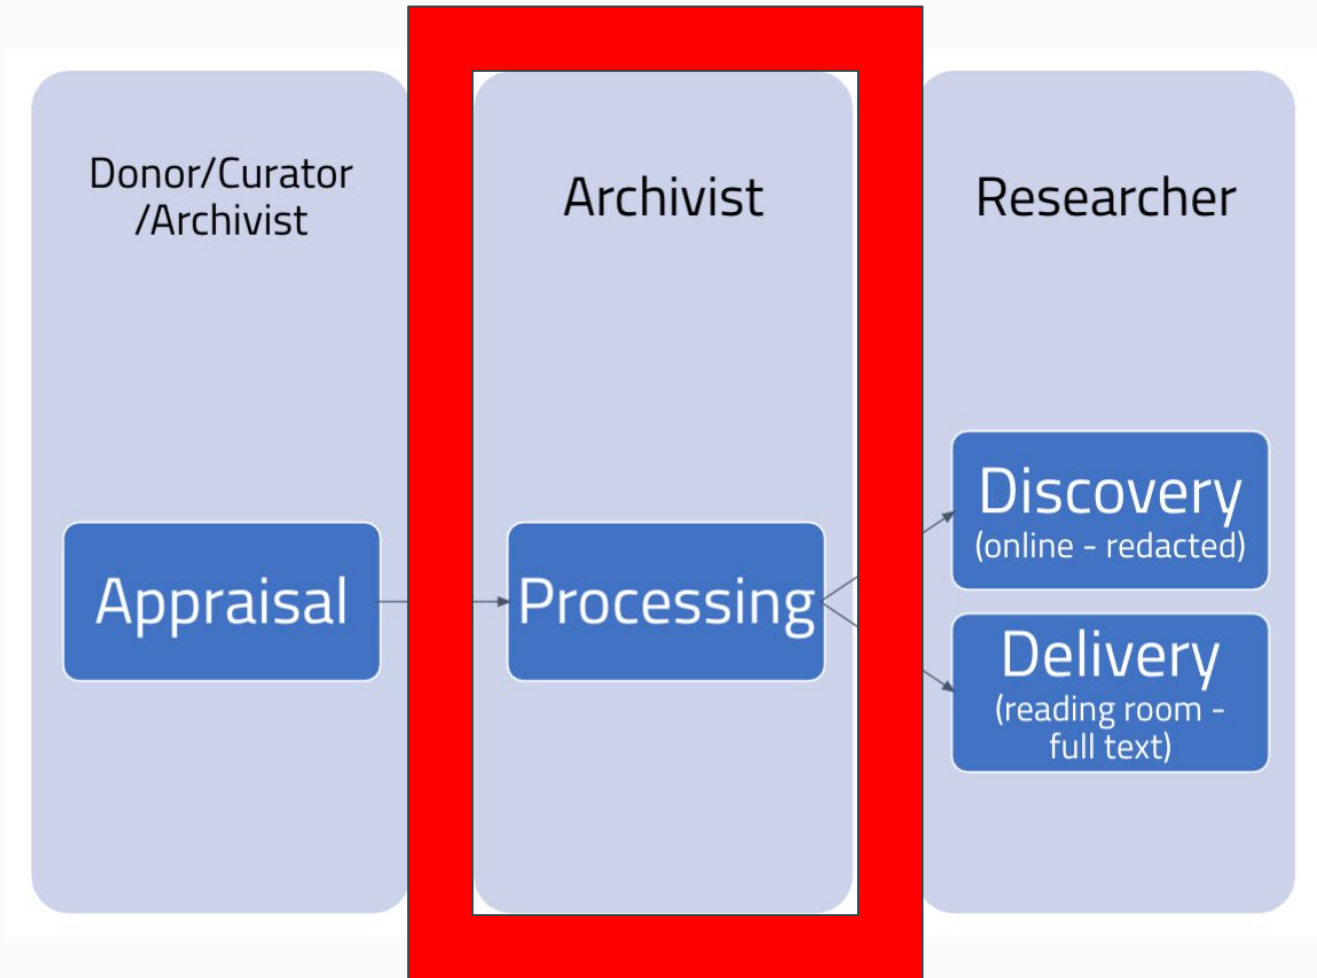 Donor/Curator
/Archivist
Archivist
Researcher
Appraisal
Processing
Discovery
(online - redacted)
Delivery
(reading room -
full text)